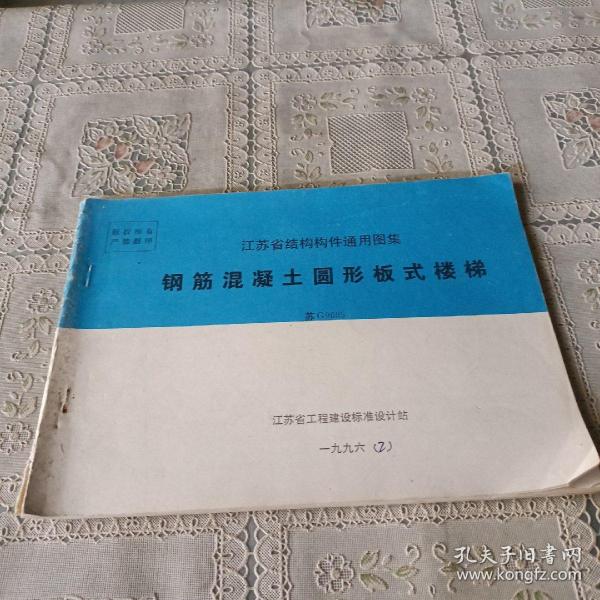 版权所有
严禁翻印
江苏省结构构件通用图集
钢筋混凝土圆形板式楼梯
苏G9605
江苏省工程建设标准设计站
一九九六 (2)
孔夫子旧书网
www.kongfz.com